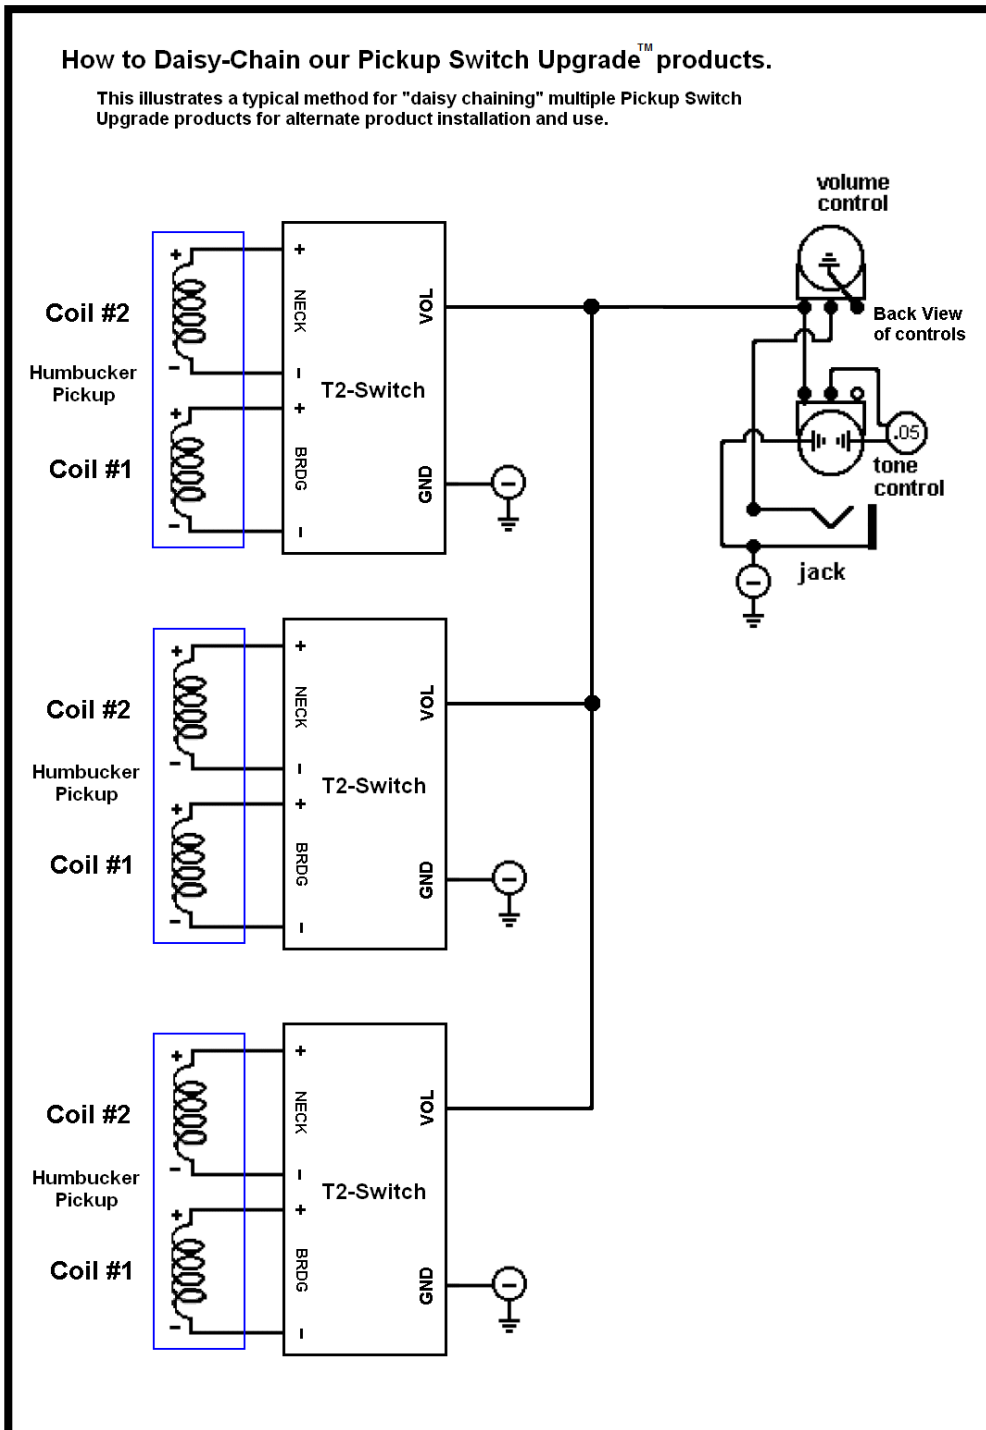 How to Daisy-Chain our Pickup Switch Upgrade™ products.
This illustrates a typical method for "daisy chaining" multiple Pickup Switch
Upgrade products for alternate product installation and use.
volume
control
Back View
of controls
.05
tone
control
jack
Coil #2
Humbucker
Pickup
Coil #1
+
-
+
-
+
NECK
-
+
BRDG
-
T2-Switch
VOL
GND
-
-
Coil #2
Humbucker
Pickup
Coil #1
+
-
+
-
+
NECK
-
+
BRDG
-
T2-Switch
VOL
GND
-
Coil #2
Humbucker
Pickup
Coil #1
+
-
+
-
+
NECK
-
+
BRDG
-
T2-Switch
VOL
GND
-